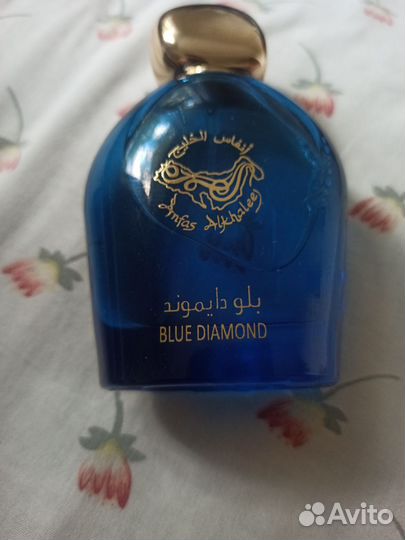 أنفاس الخليج
Anfas Alkhaleej
بلو دايموند
BLUE DIAMOND
Avito